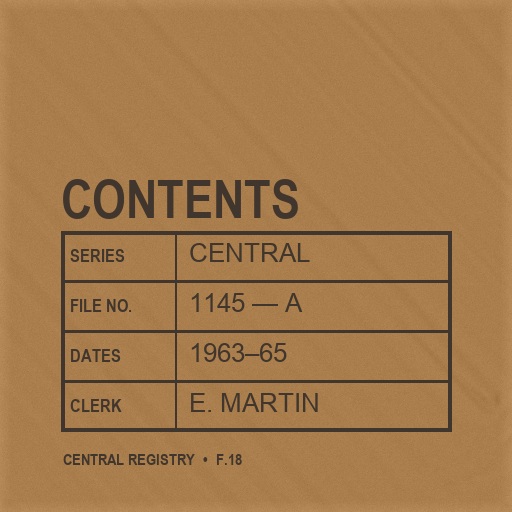 CONTENTS
SERIES CENTRAL
FILE NO. 1145 — A
DATES 1963–65
CLERK E. MARTIN
CENTRAL REGISTRY • F.18